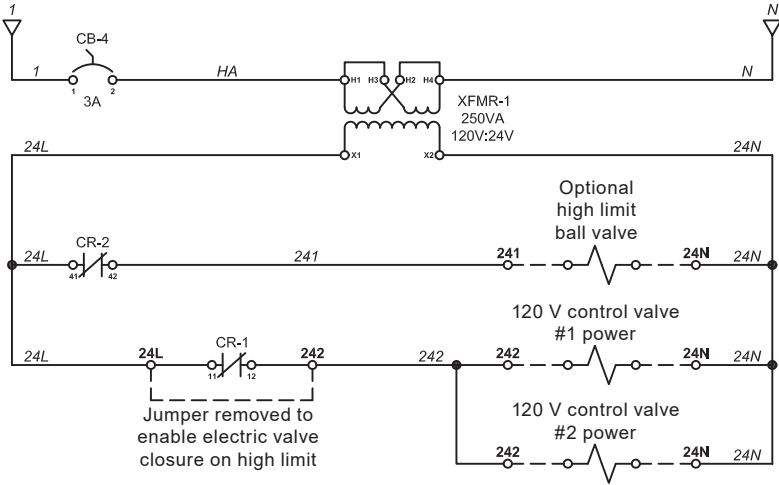 1
N
CB-4
1
HA
N
H1
H3
H2
H4
1
2
3A
XFMR-1
250VA
120V:24V
24L
X1
X2
24N
Optional
high limit
ball valve
24L
CR-2
41
42
241
241
24N
24N
120 V control valve
#1 power
24L
24L
CR-1
11
12
242
242
242
24N
24N
Jumper removed to
enable electric valve
closure on high limit
120 V control valve
#2 power
242
24N
24N